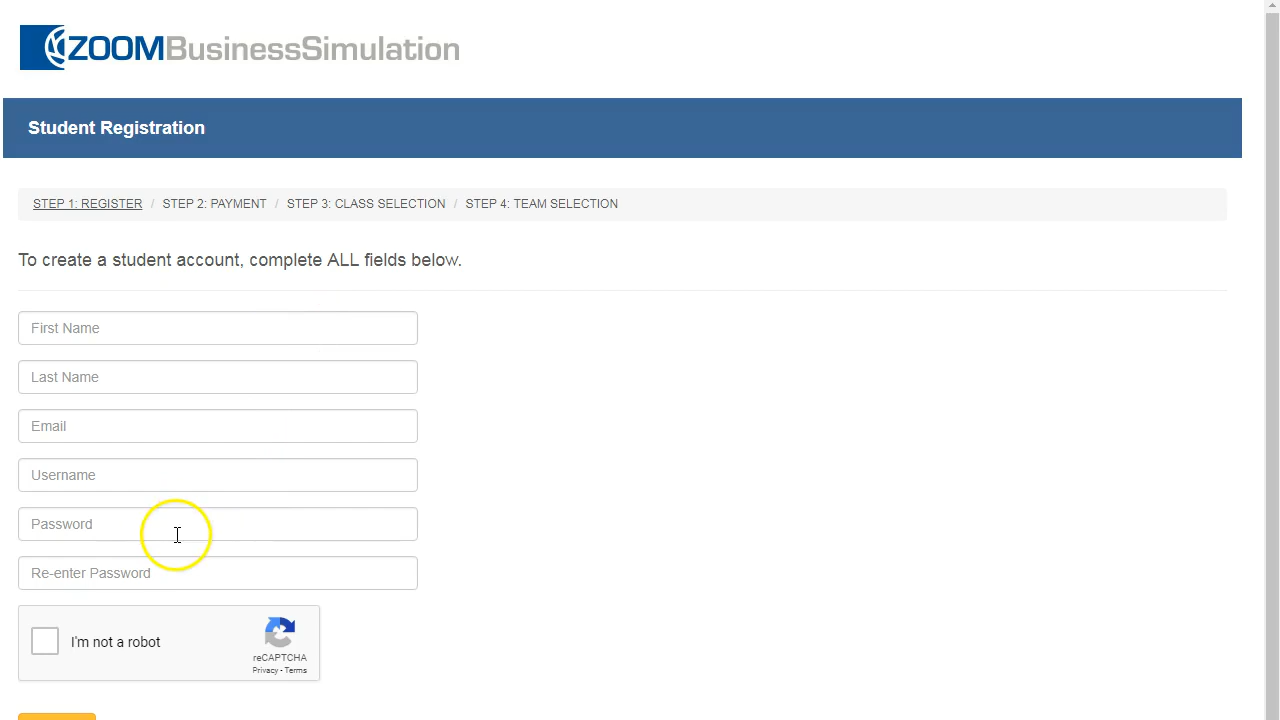 ZOOMBusinessSimulation
Student Registration
STEP 1: REGISTER / STEP 2: PAYMENT / STEP 3: CLASS SELECTION / STEP 4: TEAM SELECTION
To create a student account, complete ALL fields below.
First Name
Last Name
Email
Username
Password
Re-enter Password
I'm not a robot
reCAPTCHA
Privacy - Terms